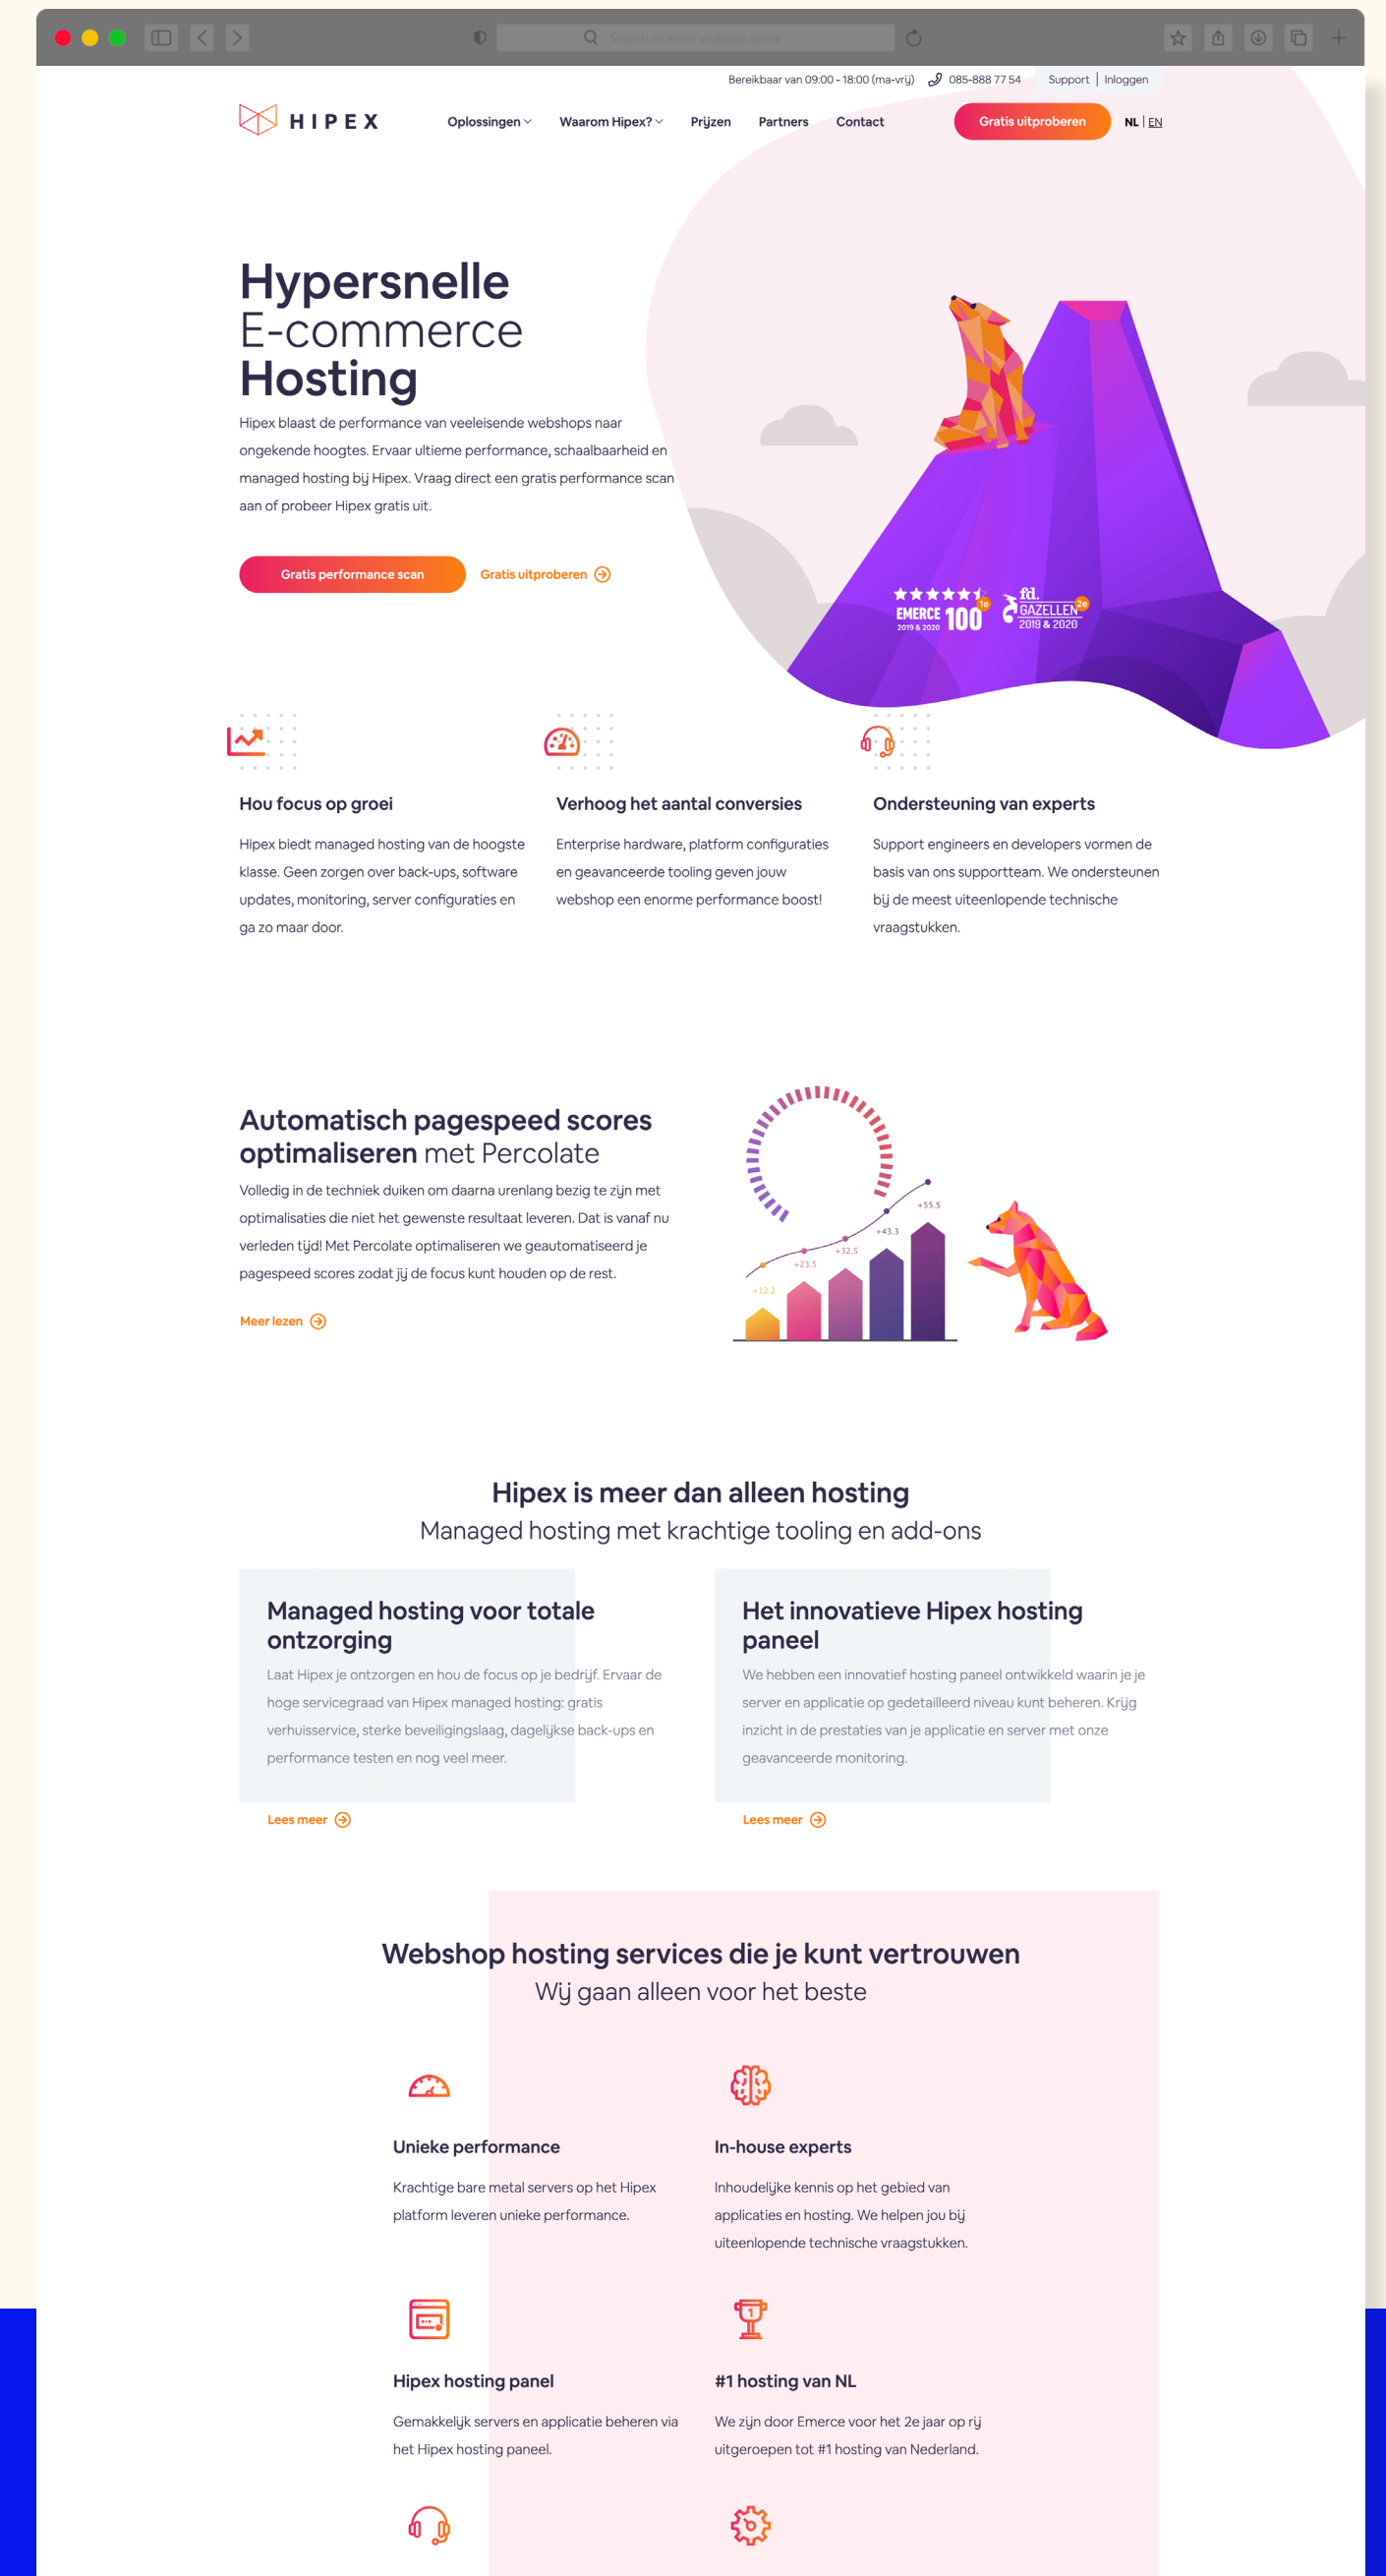 Search or enter website name
Bereikbaar van 09:00 - 18:00 (ma-vrij) 085-888 77 54 Support | Inloggen
HIPEX Oplossingen Waarom Hipex? Prijzen Partners Contact Gratis uitproberen NL | EN
Hypersnelle
E-commerce
Hosting
Hipex blaast de performance van veeleisende webshops naar
ongekende hoogtes. Ervaar ultieme performance, schaalbaarheid en
managed hosting bij Hipex. Vraag direct een gratis performance scan
aan of probeer Hipex gratis uit.
Gratis performance scan Gratis uitproberen
EMERCE 100 1e
2019 & 2020
fd.
GAZELLEN 2e
2019 & 2020
Hou focus op groei
Hipex biedt managed hosting van de hoogste
klasse. Geen zorgen over back-ups, software
updates, monitoring, server configuraties en
ga zo maar door.
Verhoog het aantal conversies
Enterprise hardware, platform configuraties
en geavanceerde tooling geven jouw
webshop een enorme performance boost!
Ondersteuning van experts
Support engineers en developers vormen de
basis van ons supportteam. We ondersteunen
bij de meest uiteenlopende technische
vraagstukken.
Automatisch pagespeed scores
optimaliseren met Percolate
Volledig in de techniek duiken om daarna urenlang bezig te zijn met
optimalisaties die niet het gewenste resultaat leveren. Dat is vanaf nu
verleden tijd! Met Percolate optimaliseren we geautomatiseerd je
pagespeed scores zodat jij de focus kunt houden op de rest.
Meer lezen
+12.2
+23.5
+32.5
+43.3
+55.5
Hipex is meer dan alleen hosting
Managed hosting met krachtige tooling en add-ons
Managed hosting voor totale
ontzorging
Laat Hipex je ontzorgen en hou de focus op je bedrijf. Ervaar de
hoge servicegraad van Hipex managed hosting: gratis
verhuisservice, sterke beveiligingslaag, dagelijkse back-ups en
performance testen en nog veel meer.
Lees meer
Het innovatieve Hipex hosting
paneel
We hebben een innovatief hosting paneel ontwikkeld waarin je je
server en applicatie op gedetailleerd niveau kunt beheren. Krijg
inzicht in de prestaties van je applicatie en server met onze
geavanceerde monitoring.
Lees meer
Webshop hosting services die je kunt vertrouwen
Wij gaan alleen voor het beste
Unieke performance
Krachtige bare metal servers op het Hipex
platform leveren unieke performance.
In-house experts
Inhoudelijke kennis op het gebied van
applicaties en hosting. We helpen jou bij
uiteenlopende technische vraagstukken.
Hipex hosting panel
Gemakkelijk servers en applicatie beheren via
het Hipex hosting paneel.
1
#1 hosting van NL
We zijn door Emerce voor het 2e jaar op rij
uitgeroepen tot #1 hosting van Nederland.